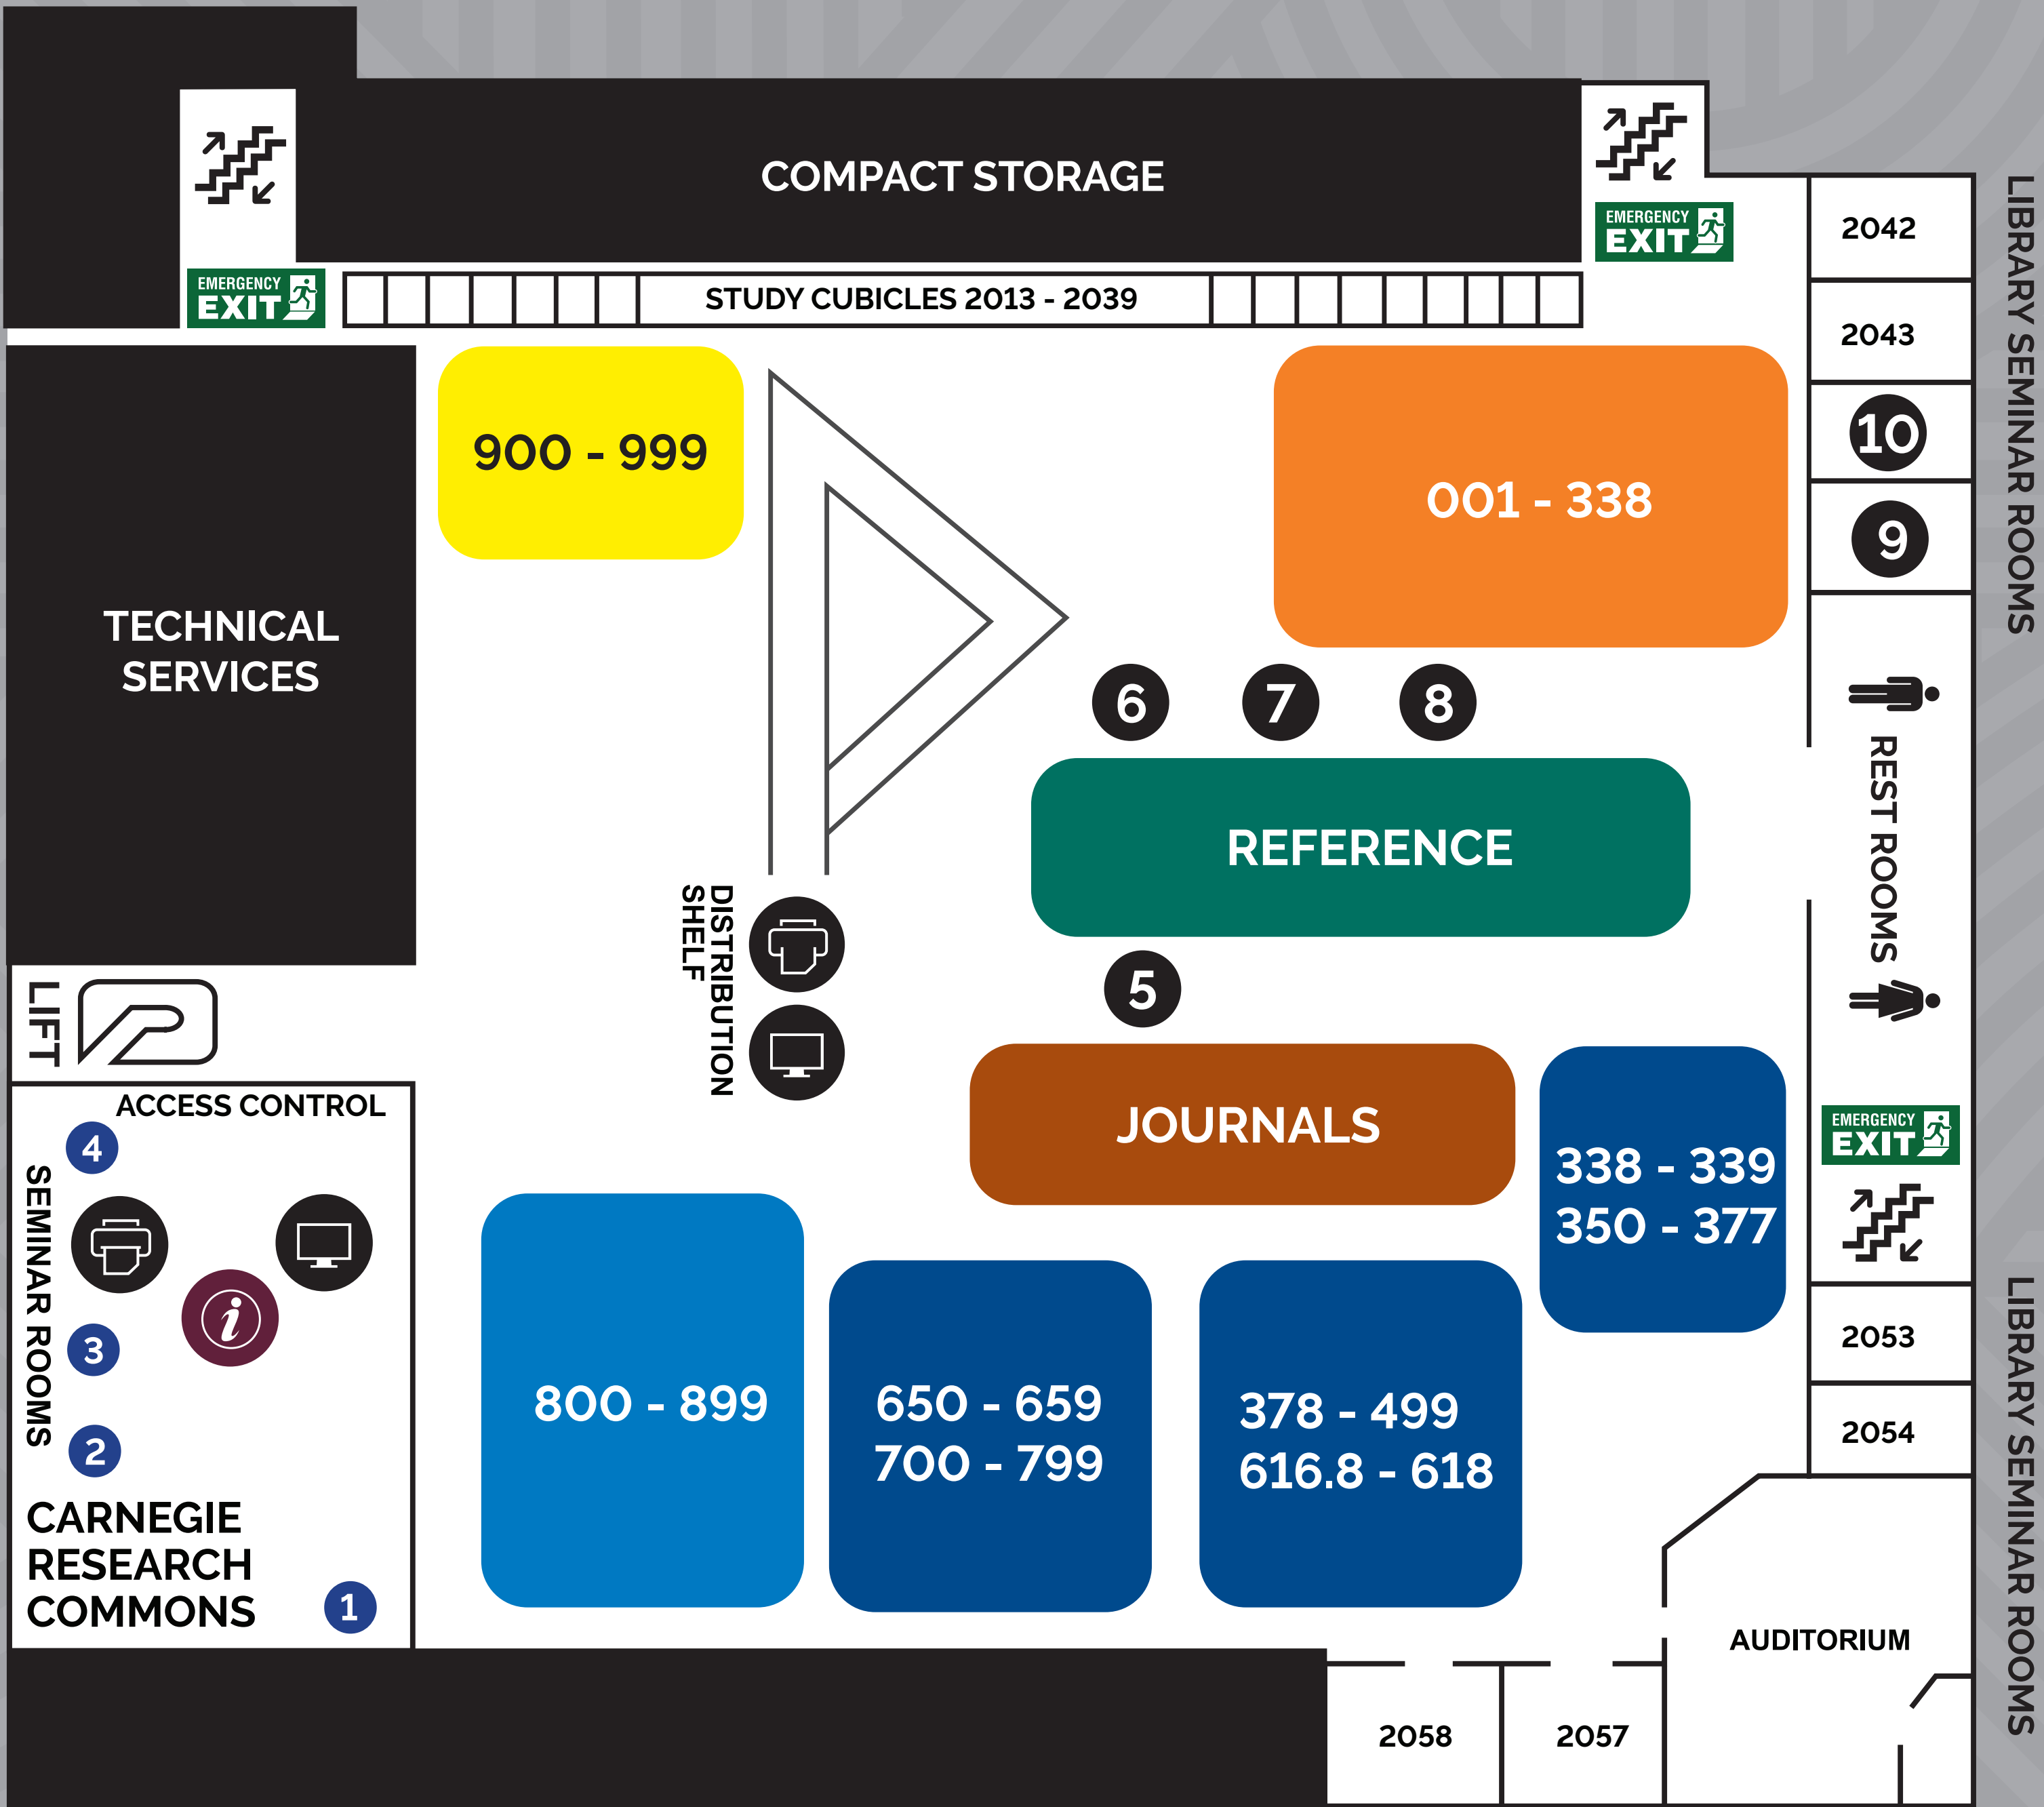 COMPACT STORAGE
EMERGENCY
EXIT
2042
EMERGENCY
EXIT
STUDY CUBICLES 2013 - 2039
2043
LIBRARY SEMINAR ROOMS
900 - 999
001 - 338
10
9
TECHNICAL
SERVICES
6
7
8
REST ROOMS
REFERENCE
DISTRIBUTION
SHELF
5
LIFT
ACCESS CONTROL
4
JOURNALS
EMERGENCY
EXIT
338 - 339
350 - 377
SEMINAR ROOMS
i
3
2
800 - 899
650 - 659
700 - 799
378 - 499
616.8 - 618
2053
2054
LIBRARY SEMINAR ROOMS
CARNEGIE
RESEARCH
COMMONS
1
AUDITORIUM
2058
2057